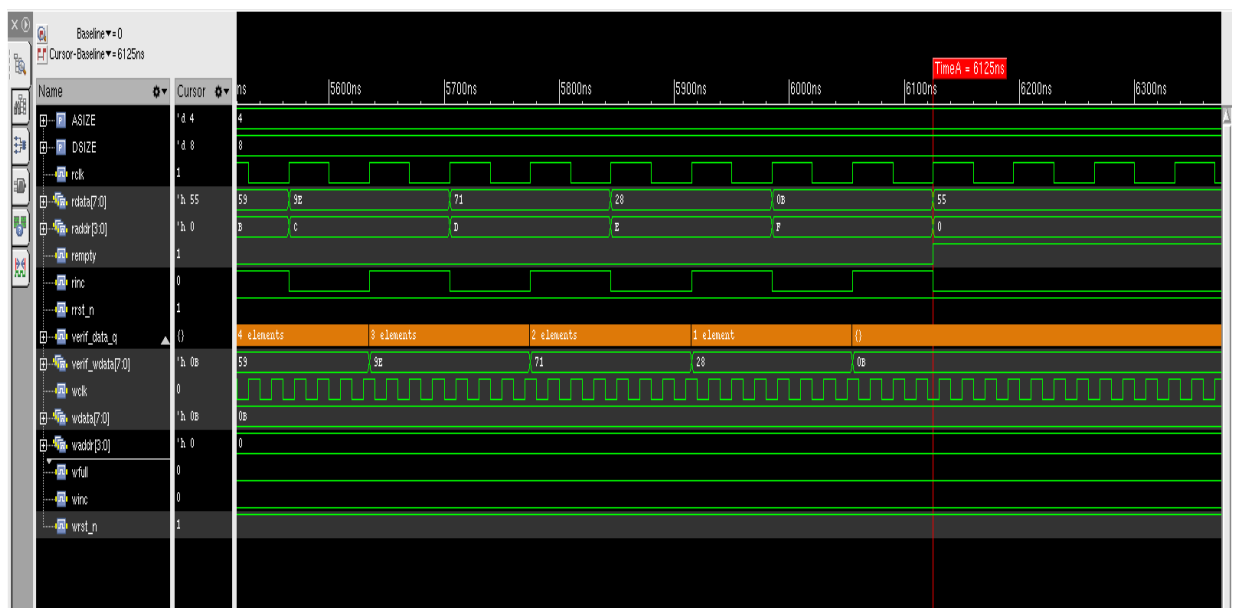 Baseline▼= 0
Cursor-Baseline▼= 6125ns
TimeA = 6125ns
Name Cursor ns 5600ns 5700ns 5800ns 5900ns 6000ns 6100ns 6200ns 6300ns
ASIZE 'd 4 4
DSIZE 'd 8 8
rclk 1
rdata[7:0] 'h 55 59 9E 71 28 0B 55
raddr[3:0] 'h 0 B C D E F 0
rempty 1
rinc 0
rrst_n 1
verif_data_q {} 4 elements 3 elements 2 elements 1 element {}
verif_wdata[7:0] 'h 0B 59 9E 71 28 0B
wclk 0
wdata[7:0] 'h 0B 0B
waddr[3:0] 'h 0 0
wfull 0
winc 0
wrst_n 1